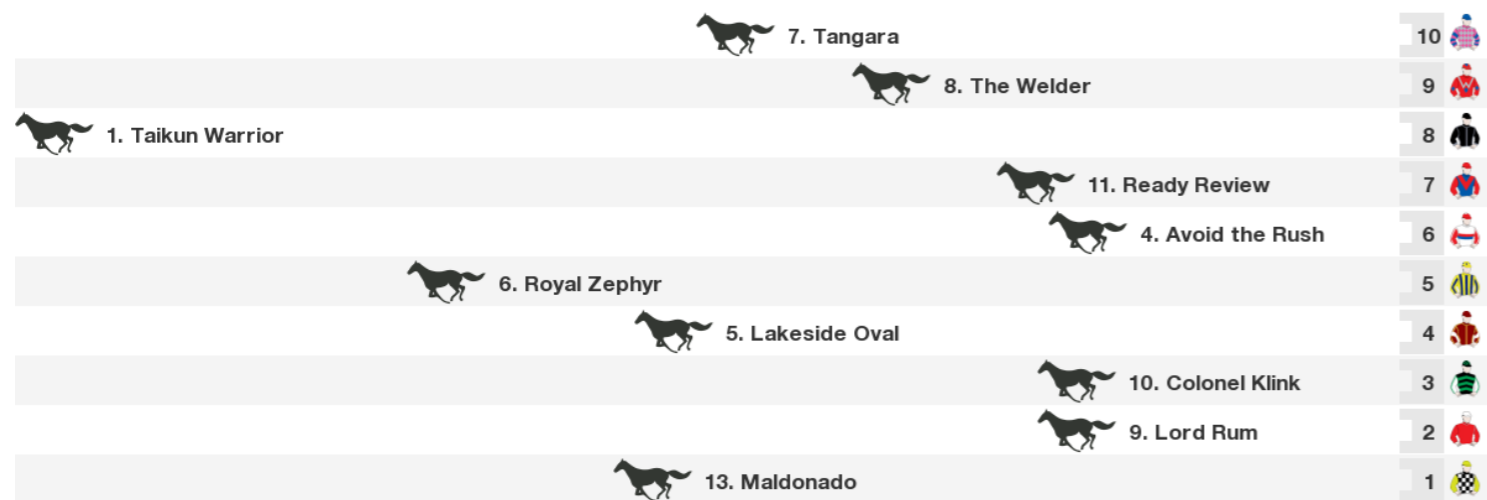 7. Tangara 10
8. The Welder 9
1. Taikun Warrior 8
11. Ready Review 7
4. Avoid the Rush 6
6. Royal Zephyr 5
5. Lakeside Oval 4
10. Colonel Klink 3
9. Lord Rum 2
13. Maldonado 1